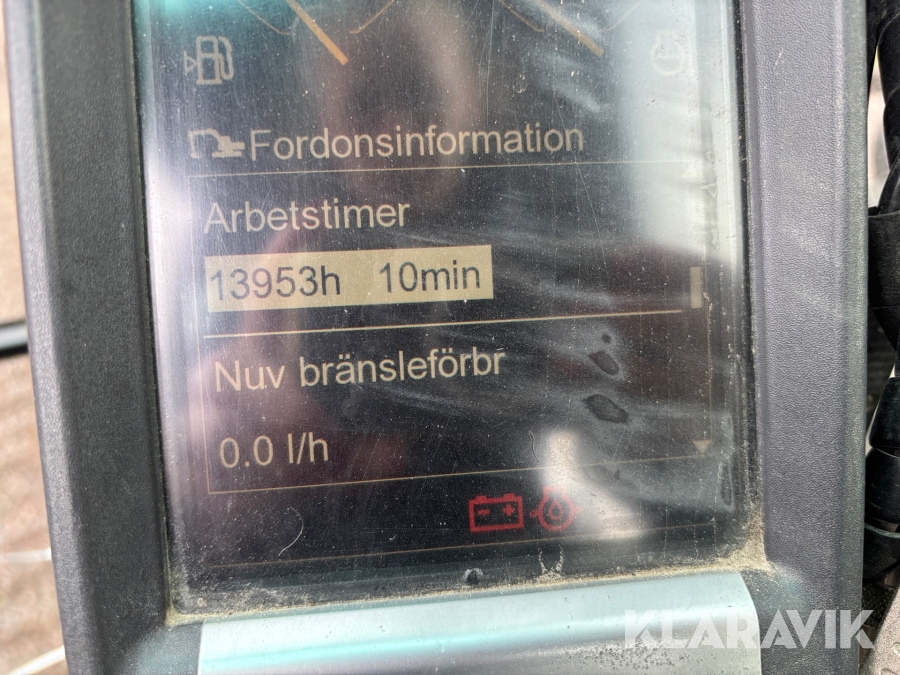 Fordonsinformation
Arbetstimer
13953h 10min
Nuv bränsleförbr
0.0 l/h
KLARAVIK